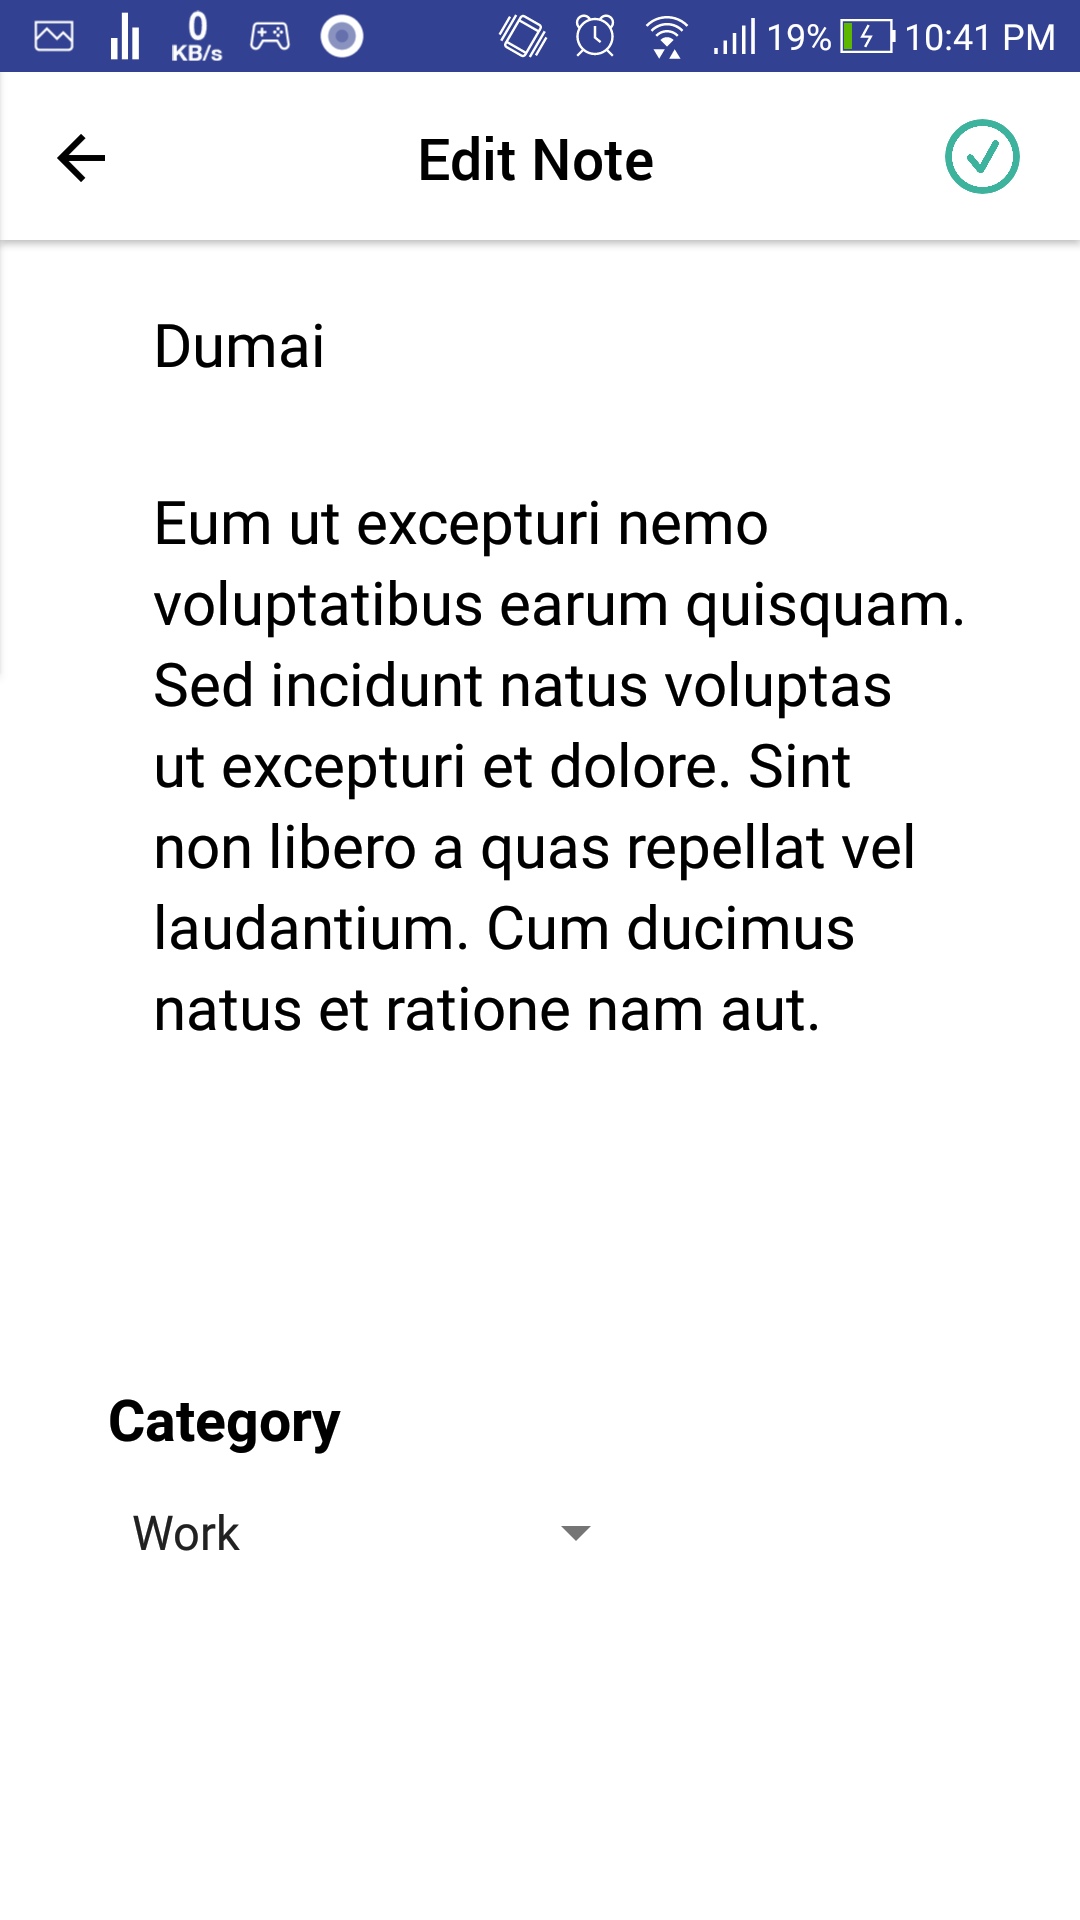 0
KB/s
19%
10:41 PM
Edit Note
Dumai
Eum ut excepturi nemo
voluptatibus earum quisquam.
Sed incidunt natus voluptas
ut excepturi et dolore. Sint
non libero a quas repellat vel
laudantium. Cum ducimus
natus et ratione nam aut.
Category
Work